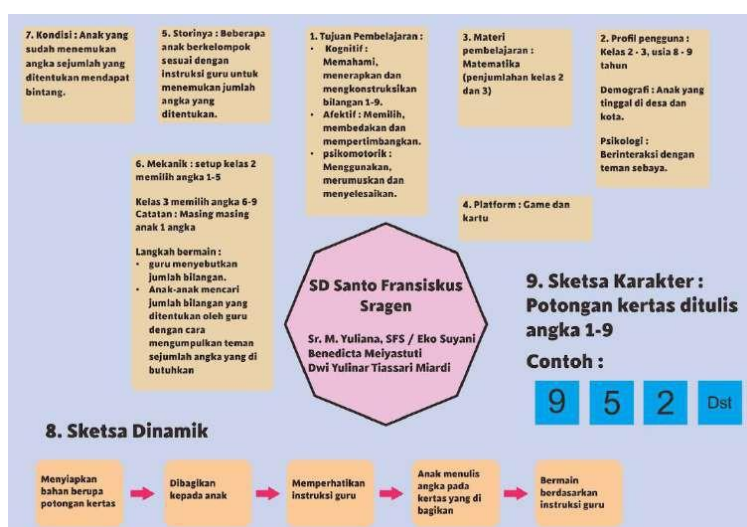 7. Kondisi : Anak yang
sudah menemukan
angka sejumlah yang
ditentukan mendapat
bintang.
5. Storinya : Beberapa
anak berkelompok
sesuai dengan
instruksi guru untuk
menemukan jumlah
angka yang
ditentukan.
1. Tujuan Pembelajaran :
• Kognitif :
Memahami,
menerapkan dan
mengkonstruksikan
bilangan 1-9.
• Afektif : Memilih,
membedakan dan
mempertimbangkan.
• psikomotorik :
Menggunakan,
merumuskan dan
menyelesaikan.
3. Materi
pembelajaran :
Matematika
(penjumlahan kelas 2
dan 3)
2. Profil pengguna :
Kelas 2 - 3, usia 8 - 9
tahun
Demografi : Anak yang
tinggal di desa dan
kota.
Psikologi :
Berinteraksi dengan
teman sebaya.
6. Mekanik : setup kelas 2
memilih angka 1-5
Kelas 3 memilih angka 6-9
Catatan : Masing masing
anak 1 angka
Langkah bermain :
• guru menyebutkan
jumlah bilangan.
• Anak-anak mencari
jumlah bilangan yang
ditentukan oleh guru
dengan cara
mengumpulkan teman
sejumlah angka yang di
butuhkan
4. Platform : Game dan
kartu
SD Santo Fransiskus
Sragen
Sr. M. Yuliana, SFS / Eko Suyani
Benedicta Meiyastuti
Dwi Yulinar Tiassari Miardi
9. Sketsa Karakter :
Potongan kertas ditulis
angka 1-9
Contoh :
9 5 2 Dst
8. Sketsa Dinamik
Menyiapkan
bahan berupa
potongan kertas
Dibagikan
kepada anak
Memperhatikan
instruksi guru
Anak menulis
angka pada
kertas yang di
bagikan
Bermain
berdasarkan
instruksi guru